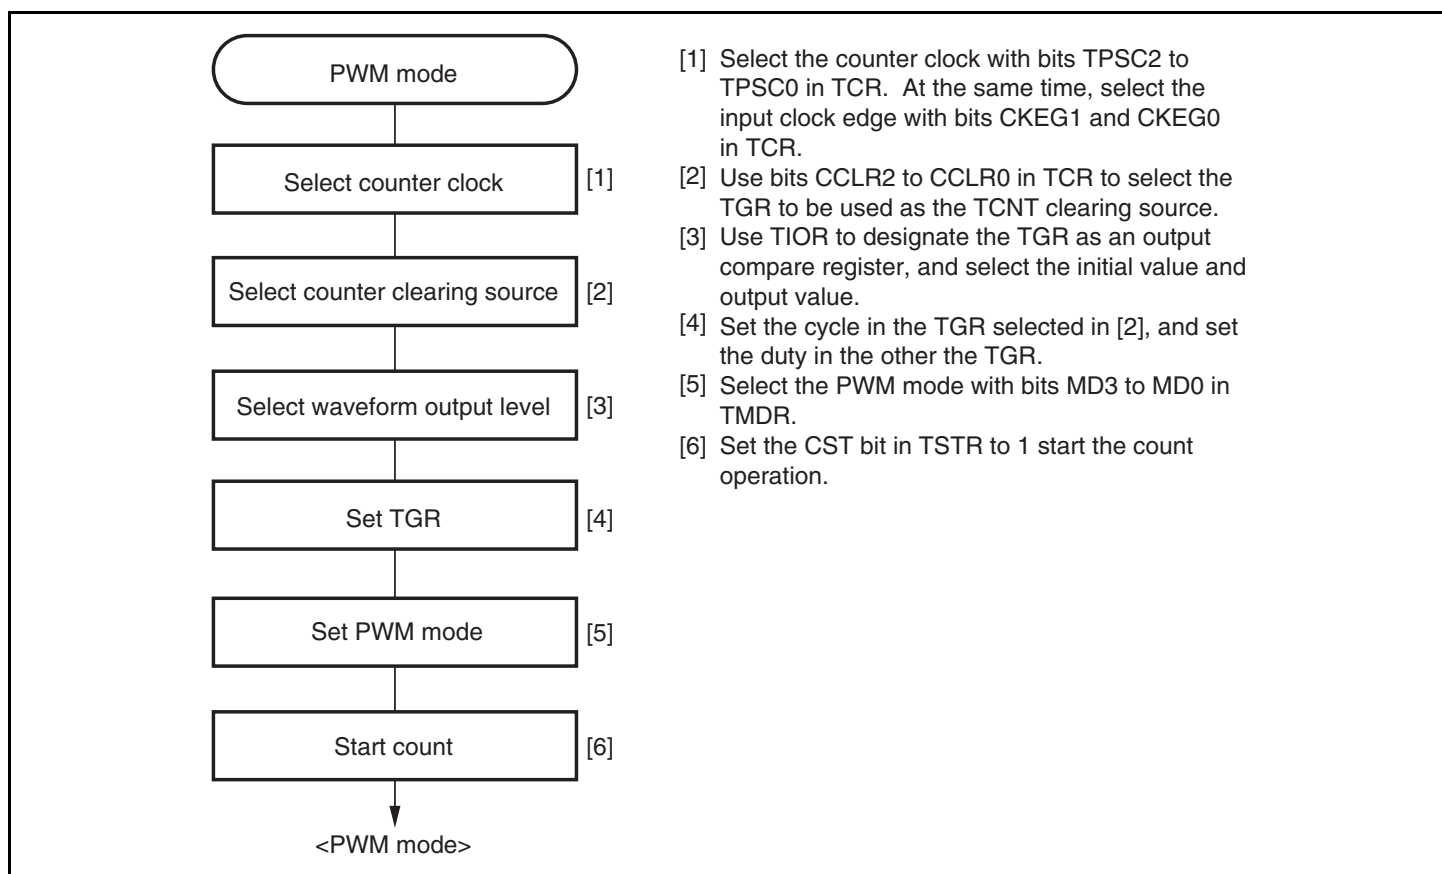 PWM mode
Select counter clock [1]
Select counter clearing source [2]
Select waveform output level [3]
Set TGR [4]
Set PWM mode [5]
Start count [6]
<PWM mode>
[1] Select the counter clock with bits TPSC2 to
TPSC0 in TCR.  At the same time, select the
input clock edge with bits CKEG1 and CKEG0
in TCR.
[2] Use bits CCLR2 to CCLR0 in TCR to select the
TGR to be used as the TCNT clearing source.
[3] Use TIOR to designate the TGR as an output
compare register, and select the initial value and
output value.
[4] Set the cycle in the TGR selected in [2], and set
the duty in the other the TGR.
[5] Select the PWM mode with bits MD3 to MD0 in
TMDR.
[6] Set the CST bit in TSTR to 1 start the count
operation.